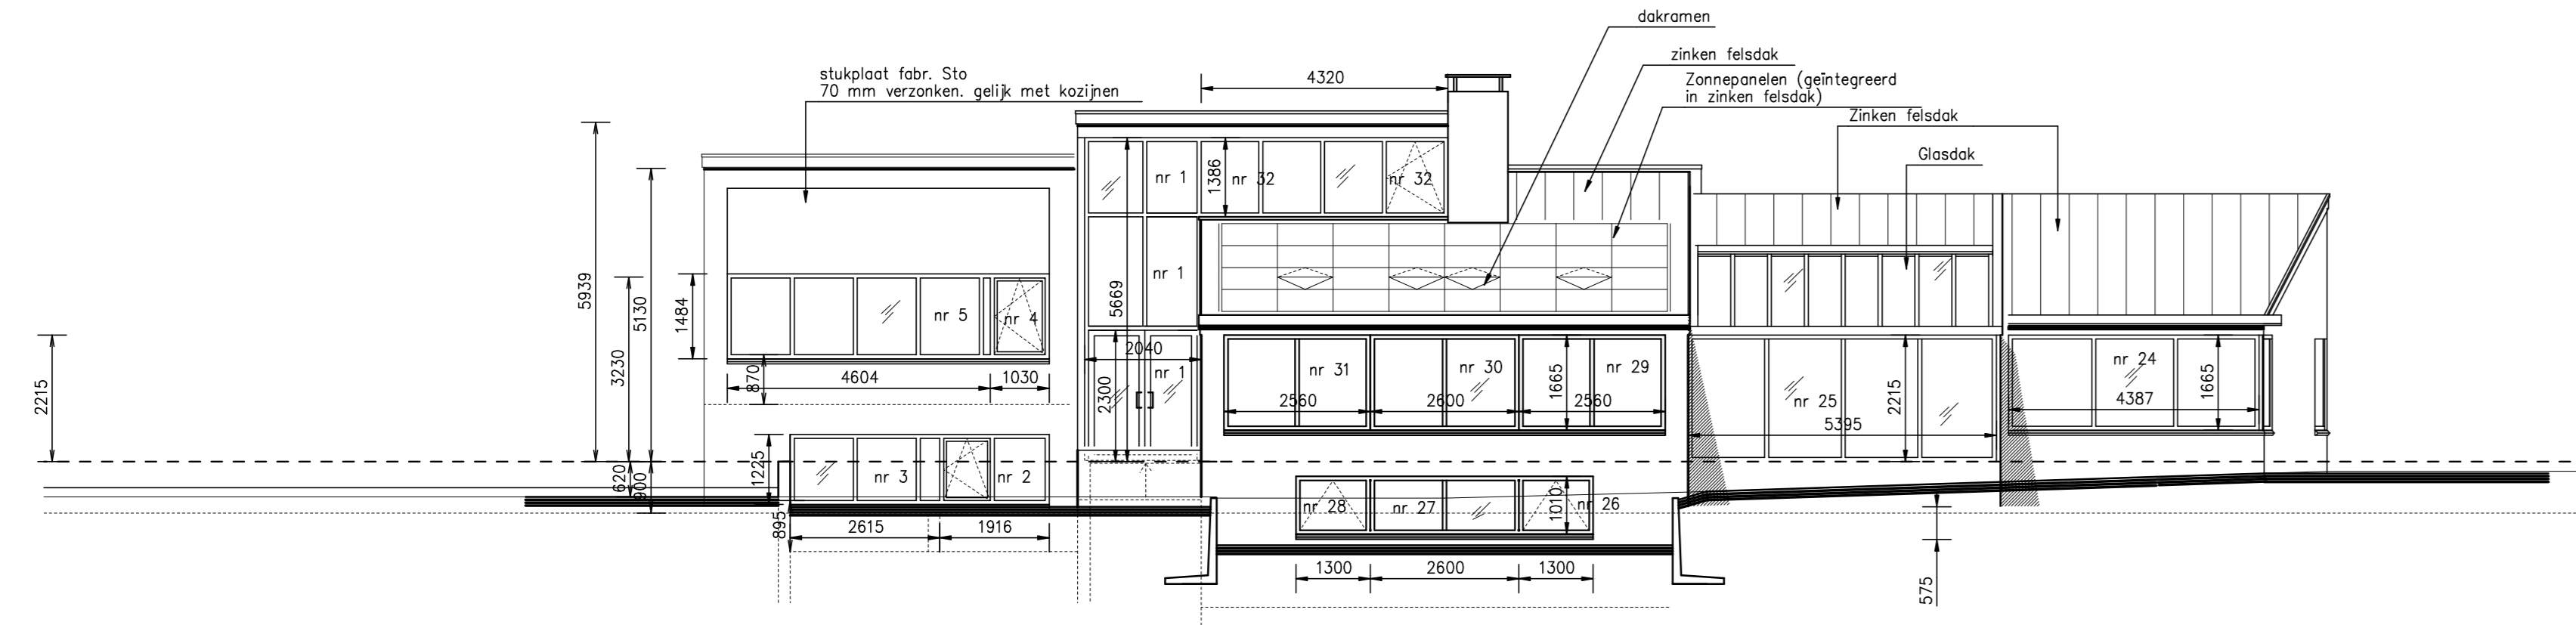 dakramen
zinken felsdak
stukplaat fabr. Sto
70 mm verzonken. gelijk met kozijnen
4320
Zonnepanelen (geïntegreerd
in zinken felsdak)
Zinken felsdak
Glasdak
5939
3230
5130
2215
1484
620
900
nr 5
nr 4
4604
1030
870
1225
nr 3
nr 2
895
2615
1916
nr 1
1386
nr 32
nr 32
nr 1
5669
2040
nr 1
2300
nr 31
nr 30
1665
nr 29
2560
2600
2560
nr 28
nr 27
1010
nr 26
1300
2600
1300
nr 25
2215
5395
nr 24
1665
4387
575